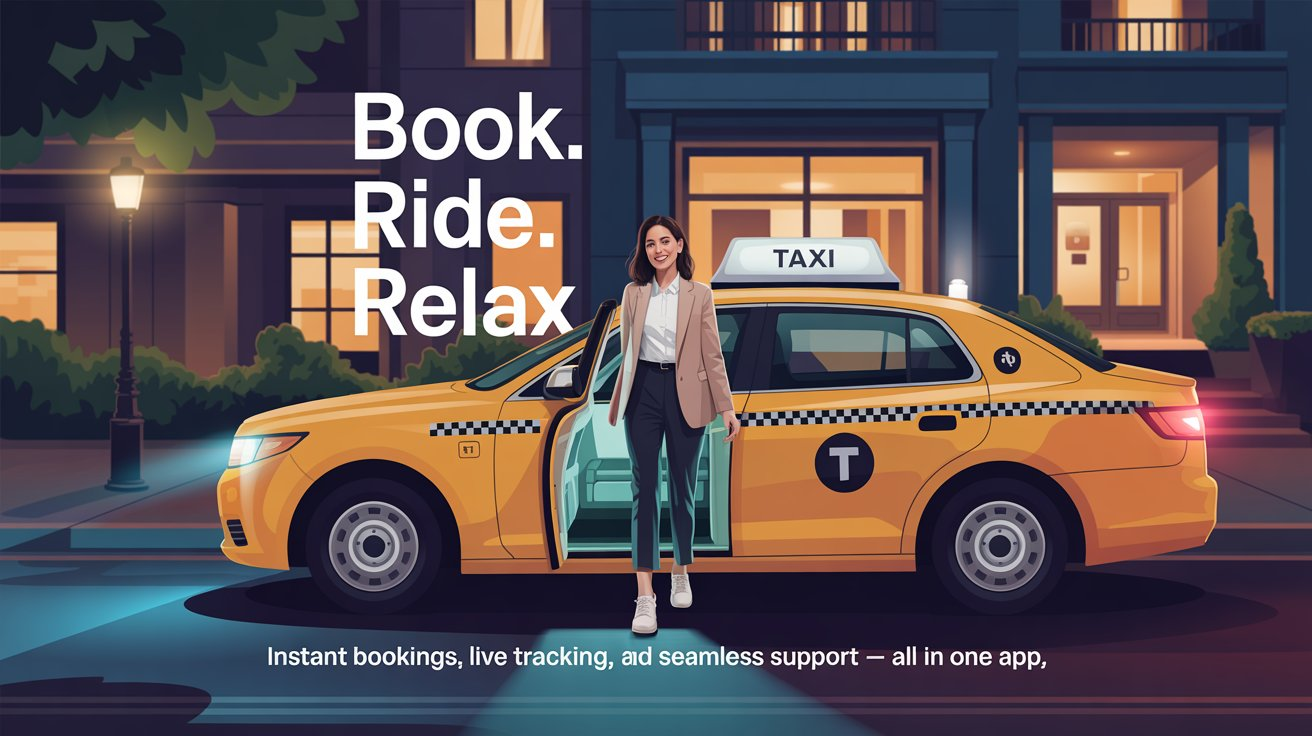 Book.
Ride.
Relax
TAXI
T
Instant bookings, live tracking, aıd seamless support — all in one app,